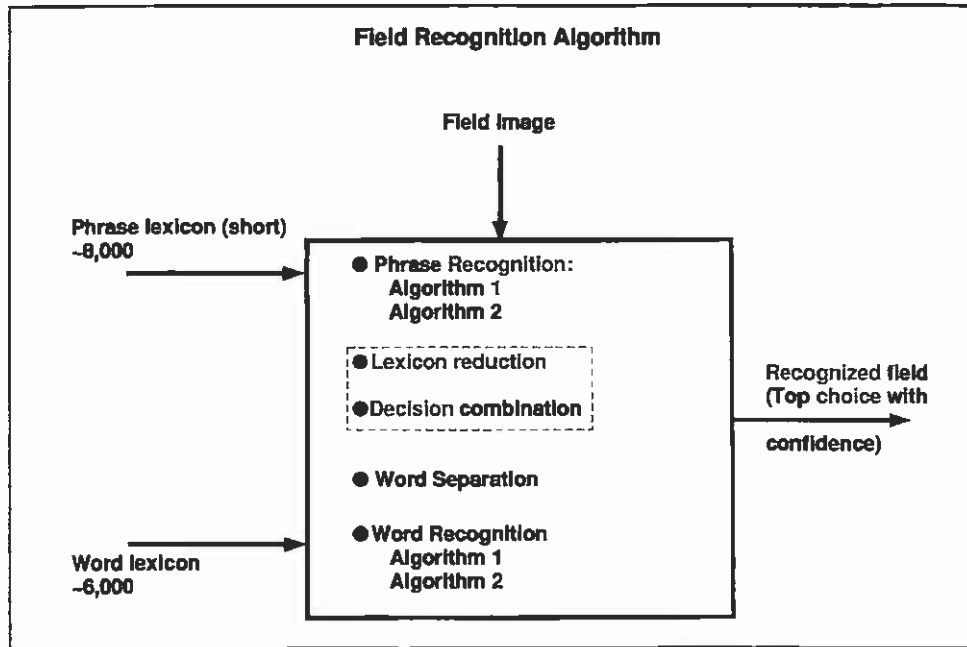 Field Recognition Algorithm
Field Image
Phrase lexicon (short)
~8,000
● Phrase Recognition:
Algorithm 1
Algorithm 2
● Lexicon reduction
● Decision combination
Recognized field
(Top choice with
confidence)
● Word Separation
● Word Recognition
Algorithm 1
Algorithm 2
Word lexicon
~6,000